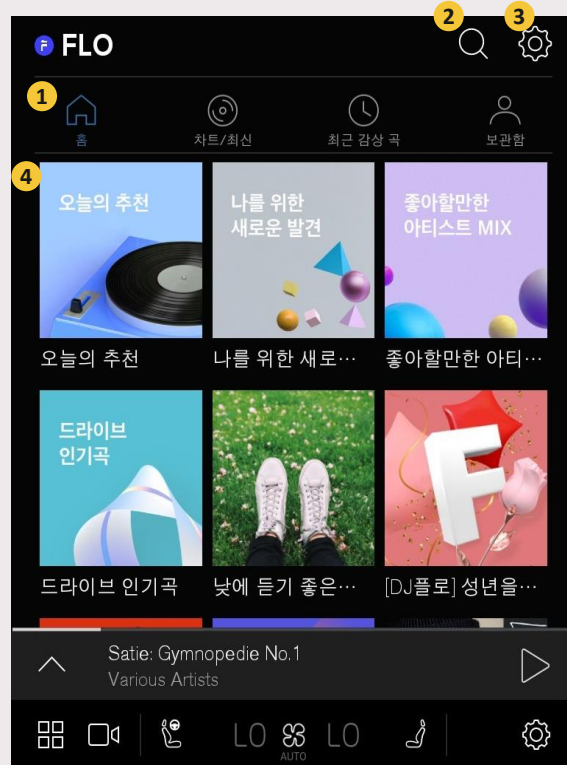 2
3
FLO
1
홈
차트/최신
최근 감상 곡
보관함
4
오늘의 추천
나를 위한
새로운 발견
좋아할만한
아티스트 MIX
오늘의 추천
나를 위한 새로…
좋아할만한 아티…
드라이브
인기곡
F
드라이브 인기곡
낮에 듣기 좋은…
[DJ플로] 성년을…
Satie: Gymnopedie No.1
Various Artists
LO
AUTO
LO